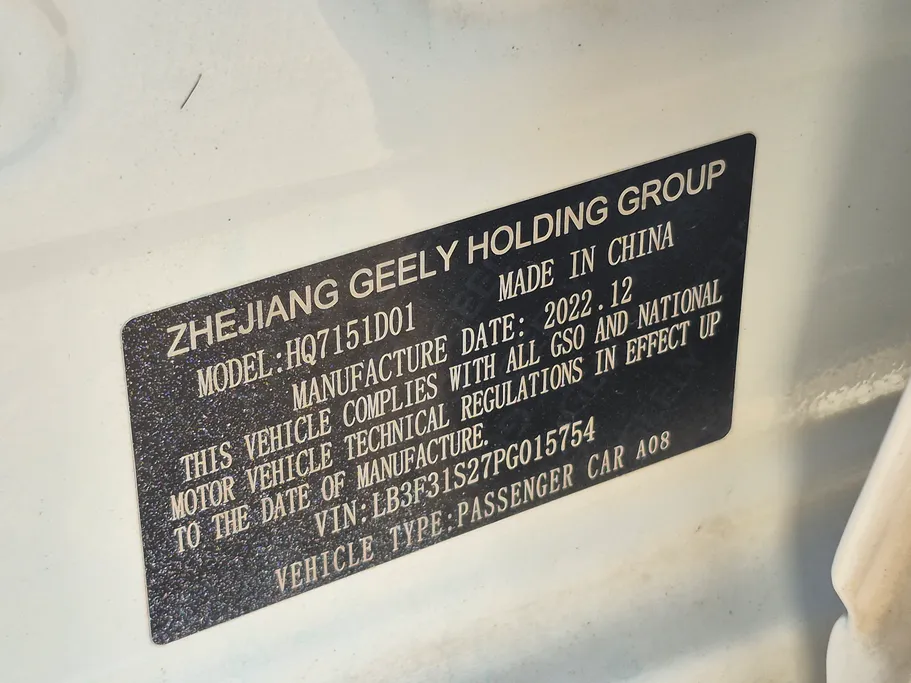 ZHEJIANG GEELY HOLDING GROUP
MODEL:HQ7151D01 MADE IN CHINA
MANUFACTURE DATE: 2022.12
THIS VEHICLE COMPLIES WITH ALL GSO AND NATIONAL
MOTOR VEHICLE TECHNICAL REGULATIONS IN EFFECT UP
TO THE DATE OF MANUFACTURE.
VIN:LB3F31S27PG015754
VEHICLE TYPE:PASSENGER CAR A08